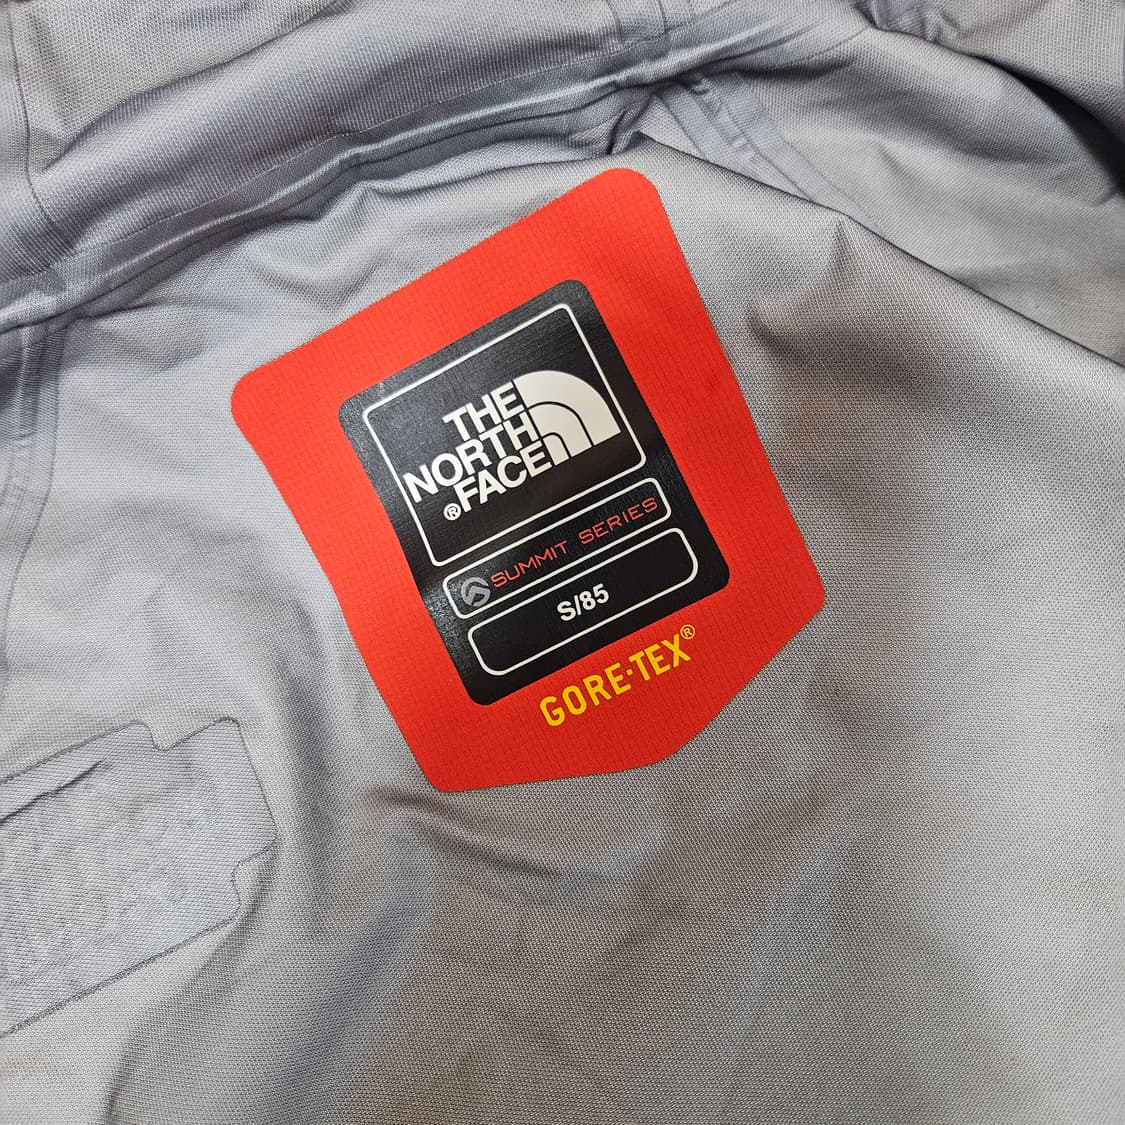 THE
NORTH
® FACE
SUMMIT SERIES
S/85
GORE-TEX®